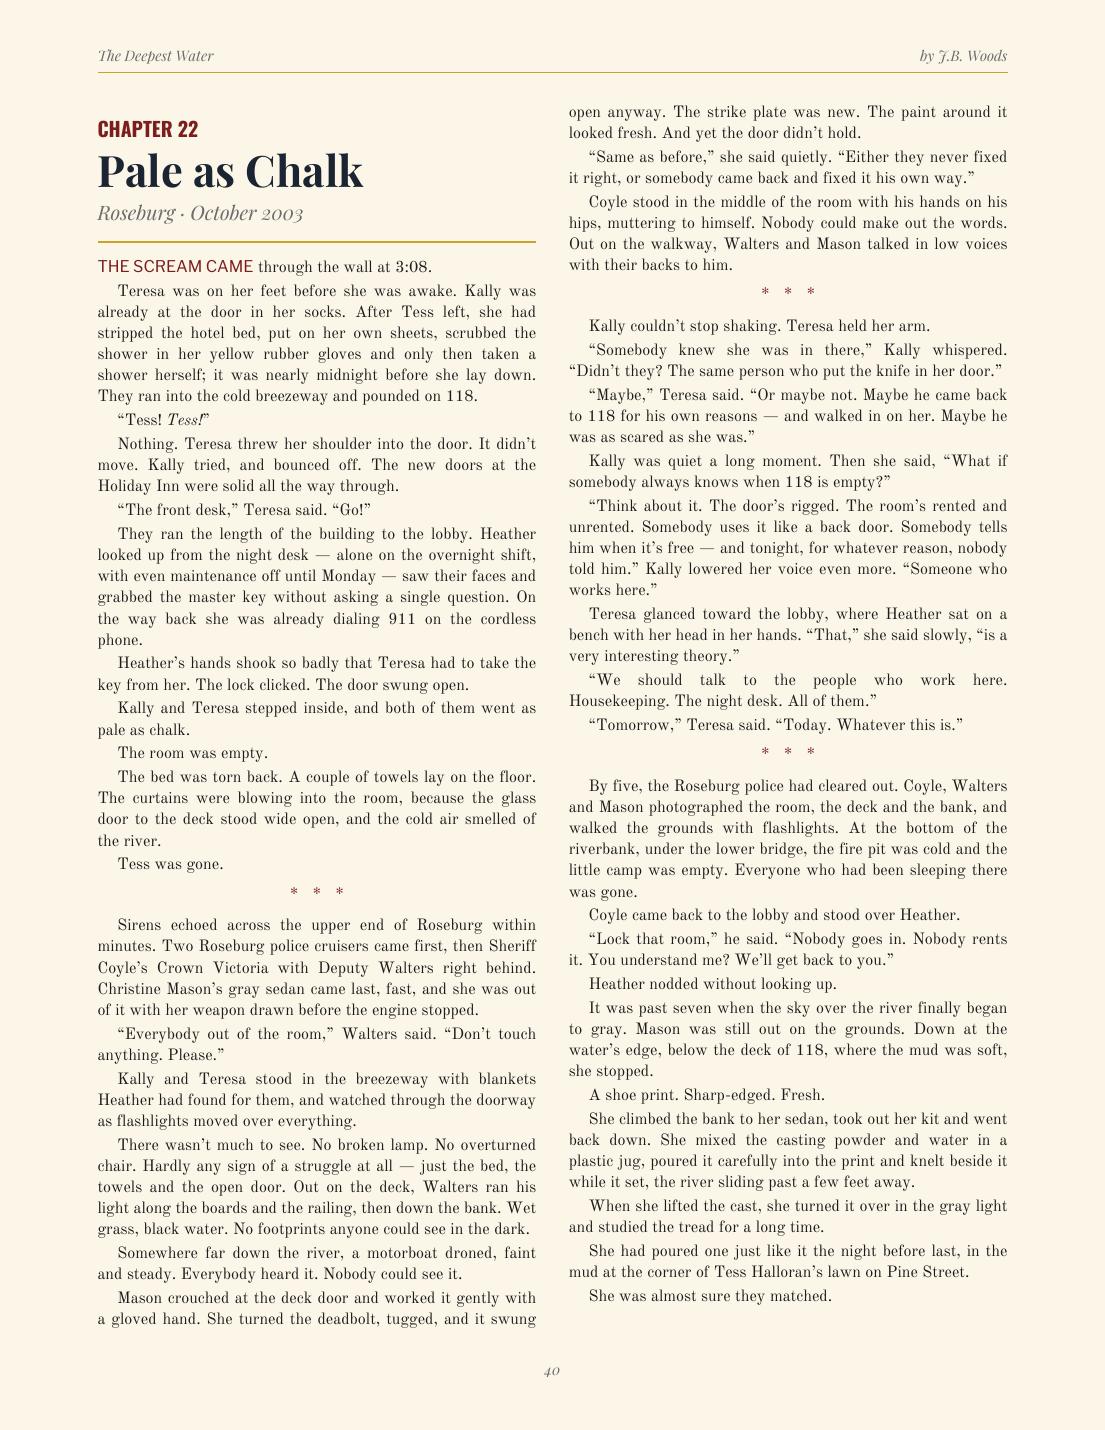 The Deepest Water
by J.B. Woods
CHAPTER 22
Pale as Chalk
Roseburg · October 2003
THE SCREAM CAME through the wall at 3:08.
Teresa was on her feet before she was awake. Kally was
already at the door in her socks. After Tess left, she had
stripped the hotel bed, put on her own sheets, scrubbed the
shower in her yellow rubber gloves and only then taken a
shower herself; it was nearly midnight before she lay down.
They ran into the cold breezeway and pounded on 118.
“Tess! Tess!”
Nothing. Teresa threw her shoulder into the door. It didn’t
move. Kally tried, and bounced off. The new doors at the
Holiday Inn were solid all the way through.
“The front desk,” Teresa said. “Go!”
They ran the length of the building to the lobby. Heather
looked up from the night desk — alone on the overnight shift,
with even maintenance off until Monday — saw their faces and
grabbed the master key without asking a single question. On
the way back she was already dialing 911 on the cordless
phone.
Heather’s hands shook so badly that Teresa had to take the
key from her. The lock clicked. The door swung open.
Kally and Teresa stepped inside, and both of them went as
pale as chalk.
The room was empty.
The bed was torn back. A couple of towels lay on the floor.
The curtains were blowing into the room, because the glass
door to the deck stood wide open, and the cold air smelled of
the river.
Tess was gone.
* * *
Sirens echoed across the upper end of Roseburg within
minutes. Two Roseburg police cruisers came first, then Sheriff
Coyle’s Crown Victoria with Deputy Walters right behind.
Christine Mason’s gray sedan came last, fast, and she was out
of it with her weapon drawn before the engine stopped.
“Everybody out of the room,” Walters said. “Don’t touch
anything. Please.”
Kally and Teresa stood in the breezeway with blankets
Heather had found for them, and watched through the doorway
as flashlights moved over everything.
There wasn’t much to see. No broken lamp. No overturned
chair. Hardly any sign of a struggle at all — just the bed, the
towels and the open door. Out on the deck, Walters ran his
light along the boards and the railing, then down the bank. Wet
grass, black water. No footprints anyone could see in the dark.
Somewhere far down the river, a motorboat droned, faint
and steady. Everybody heard it. Nobody could see it.
Mason crouched at the deck door and worked it gently with
a gloved hand. She turned the deadbolt, tugged, and it swung
open anyway. The strike plate was new. The paint around it
looked fresh. And yet the door didn’t hold.
“Same as before,” she said quietly. “Either they never fixed
it right, or somebody came back and fixed it his own way.”
Coyle stood in the middle of the room with his hands on his
hips, muttering to himself. Nobody could make out the words.
Out on the walkway, Walters and Mason talked in low voices
with their backs to him.
* * *
Kally couldn’t stop shaking. Teresa held her arm.
“Somebody knew she was in there,” Kally whispered.
“Didn’t they? The same person who put the knife in her door.”
“Maybe,” Teresa said. “Or maybe not. Maybe he came back
to 118 for his own reasons — and walked in on her. Maybe he
was as scared as she was.”
Kally was quiet a long moment. Then she said, “What if
somebody always knows when 118 is empty?”
“Think about it. The door’s rigged. The room’s rented and
unrented. Somebody uses it like a back door. Somebody tells
him when it’s free — and tonight, for whatever reason, nobody
told him.” Kally lowered her voice even more. “Someone who
works here.”
Teresa glanced toward the lobby, where Heather sat on a
bench with her head in her hands. “That,” she said slowly, “is a
very interesting theory.”
“We should talk to the people who work here.
Housekeeping. The night desk. All of them.”
“Tomorrow,” Teresa said. “Today. Whatever this is.”
* * *
By five, the Roseburg police had cleared out. Coyle, Walters
and Mason photographed the room, the deck and the bank, and
walked the grounds with flashlights. At the bottom of the
riverbank, under the lower bridge, the fire pit was cold and the
little camp was empty. Everyone who had been sleeping there
was gone.
Coyle came back to the lobby and stood over Heather.
“Lock that room,” he said. “Nobody goes in. Nobody rents
it. You understand me? We’ll get back to you.”
Heather nodded without looking up.
It was past seven when the sky over the river finally began
to gray. Mason was still out on the grounds. Down at the
water’s edge, below the deck of 118, where the mud was soft,
she stopped.
A shoe print. Sharp-edged. Fresh.
She climbed the bank to her sedan, took out her kit and went
back down. She mixed the casting powder and water in a
plastic jug, poured it carefully into the print and knelt beside it
while it set, the river sliding past a few feet away.
When she lifted the cast, she turned it over in the gray light
and studied the tread for a long time.
She had poured one just like it the night before last, in the
mud at the corner of Tess Halloran’s lawn on Pine Street.
She was almost sure they matched.
40